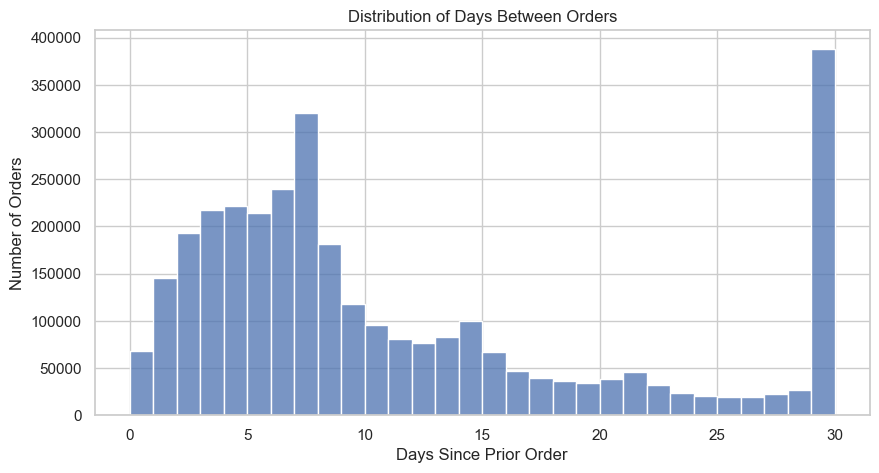 Distribution of Days Between Orders
400000
350000
300000
250000
200000
150000
100000
50000
0
Number of Orders
0 5 10 15 20 25 30
Days Since Prior Order